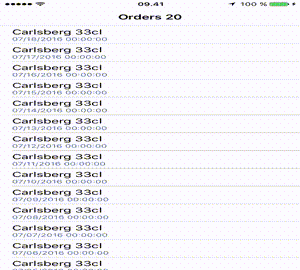 09.41
100 %
Orders 20
Carlsberg 33cl
07/18/2016 00:00:00
Carlsberg 33cl
07/17/2016 00:00:00
Carlsberg 33cl
07/16/2016 00:00:00
Carlsberg 33cl
07/15/2016 00:00:00
Carlsberg 33cl
07/14/2016 00:00:00
Carlsberg 33cl
07/13/2016 00:00:00
Carlsberg 33cl
07/12/2016 00:00:00
Carlsberg 33cl
07/11/2016 00:00:00
Carlsberg 33cl
07/10/2016 00:00:00
Carlsberg 33cl
07/09/2016 00:00:00
Carlsberg 33cl
07/08/2016 00:00:00
Carlsberg 33cl
07/07/2016 00:00:00
Carlsberg 33cl
07/06/2016 00:00:00
Carlsberg 33cl